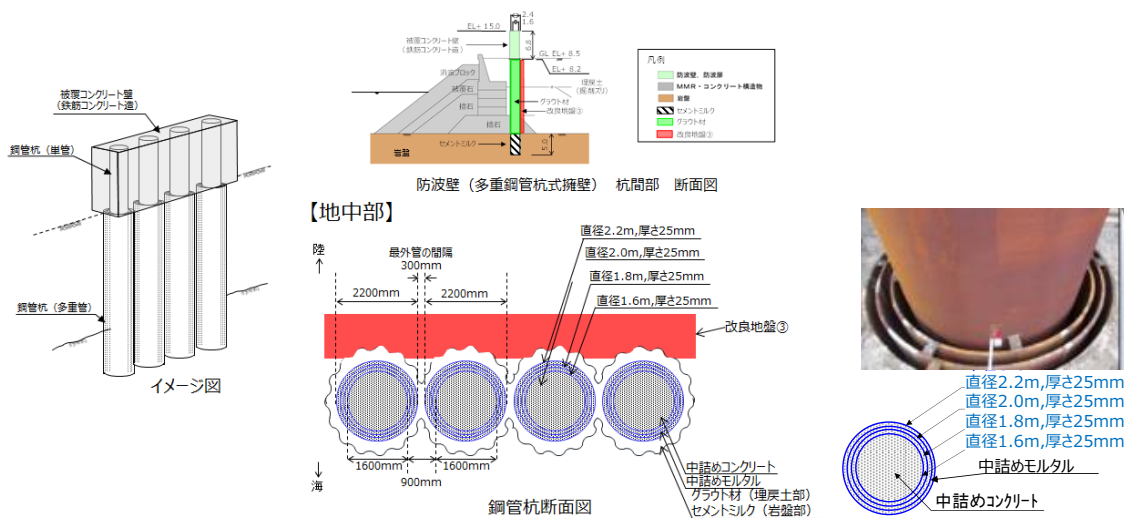 被覆コンクリート壁
（鉄筋コンクリート造）
鋼管杭（単管）
鋼管杭（多重管）
イメージ図
2.4
1.6
EL+ 15.0
被覆コンクリート壁
（鉄筋コンクリート造）
6.8
GL EL+ 8.5
EL+ 8.2
消波ブロック
被覆石
捨石
捨石
埋戻土
（掘削ズリ）
グラウト材
改良地盤③
セメントミルク
5.0
岩盤
防波壁（多重鋼管杭式擁壁） 杭間部 断面図
凡例
防波壁、防波扉
MMR・コンクリート構造物
岩盤
セメントミルク
グラウト材
改良地盤③
【地中部】
陸
海
最外管の間隔
300mm
2200mm
2200mm
直径2.2m,厚さ25mm
直径2.0m,厚さ25mm
直径1.8m,厚さ25mm
直径1.6m,厚さ25mm
改良地盤③
1600mm
1600mm
900mm
中詰めコンクリート
中詰めモルタル
グラウト材（埋戻土部）
セメントミルク（岩盤部）
鋼管杭断面図
直径2.2m,厚さ25mm
直径2.0m,厚さ25mm
直径1.8m,厚さ25mm
直径1.6m,厚さ25mm
中詰めモルタル
中詰めコンクリート